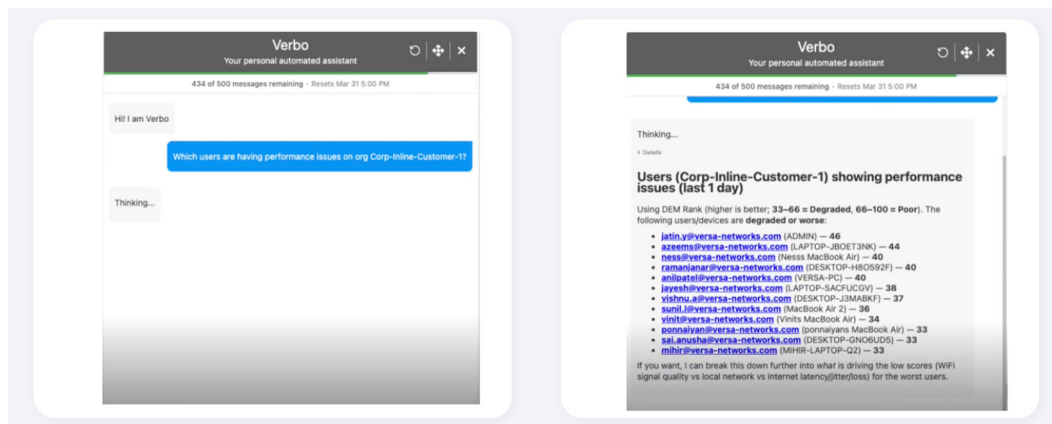 Verbo
Your personal automated assistant
434 of 500 messages remaining - Resets Mar 31 5:00 PM
Hi! I am Verbo
Which users are having performance issues on org Corp-Inline-Customer-1?
Thinking...
Verbo
Your personal automated assistant
434 of 500 messages remaining - Resets Mar 31 5:00 PM
Thinking...
Details
Users (Corp-Inline-Customer-1) showing performance
issues (last 1 day)
Using DEM Rank (higher is better; 33–66 = Degraded, 66–100 = Poor). The
following users/devices are degraded or worse:
• jatin.y@versa-networks.com (ADMIN) — 46
• azeems@versa-networks.com (LAPTOP-JBOET3NK) — 44
• ness@versa-networks.com (Nesss MacBook Air) — 40
• ramanjanar@versa-networks.com (DESKTOP-H8O592F) — 40
• anilpatel@versa-networks.com (VERSA-PC) — 40
• jayesh@versa-networks.com (LAPTOP-SACFUCGV) — 38
• vishnu.a@versa-networks.com (DESKTOP-J3MABKF) — 37
• sunil.l@versa-networks.com (MacBook Air 2) — 36
• vinit@versa-networks.com (Vinits MacBook Air) — 34
• ponnaiyan@versa-networks.com (ponnaiyans MacBook Air) — 33
• sai.anusha@versa-networks.com (DESKTOP-GNO6UD5) — 33
• mihir@versa-networks.com (MIHIR-LAPTOP-Q2) — 33
If you want, I can break this down further into what is driving the low scores (WiFi
signal quality vs local network vs internet latency/jitter/loss) for the worst users.